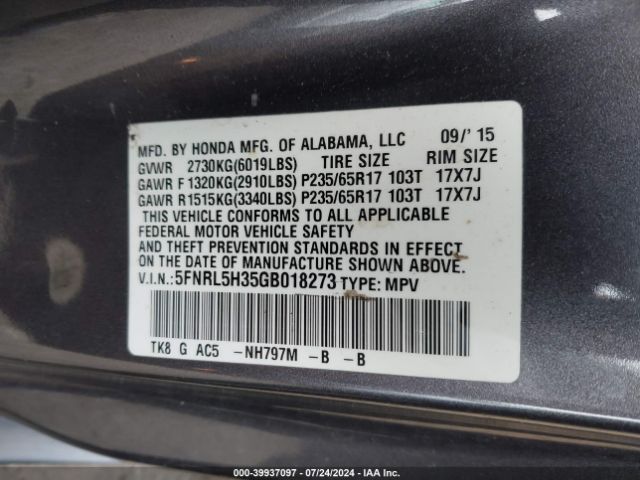 MFD. BY HONDA MFG. OF ALABAMA, LLC 09/'15
GVWR 2730KG(6019LBS) TIRE SIZE RIM SIZE
GAWR F 1320KG(2910LBS) P235/65R17 103T 17X7J
GAWR R1515KG(3340LBS) P235/65R17 103T 17X7J
THIS VEHICLE CONFORMS TO ALL APPLICABLE
FEDERAL MOTOR VEHICLE SAFETY
AND THEFT PREVENTION STANDARDS IN EFFECT
ON THE DATE OF MANUFACTURE SHOWN ABOVE.
V.I.N.: 5FNRL5H35GB018273 TYPE: MPV
TK8 G AC5 -NH797M -B -B
000-39937097 - 07/24/2024 - IAA Inc.